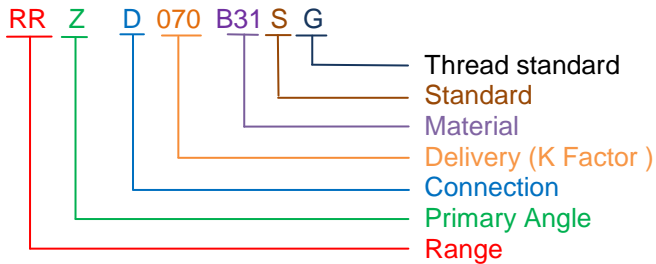 RR Z D 070 B31 S G
Thread standard
Standard
Material
Delivery (K Factor )
Connection
Primary Angle
Range